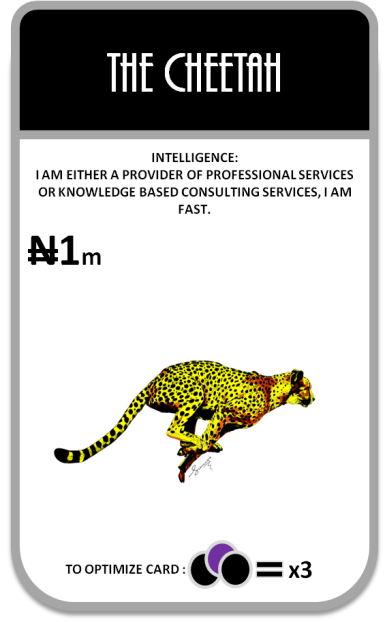 THE CHEETAH
INTELLIGENCE:
I AM EITHER A PROVIDER OF PROFESSIONAL SERVICES
OR KNOWLEDGE BASED CONSULTING SERVICES, I AM
FAST.
₦1m
TO OPTIMIZE CARD : = x3